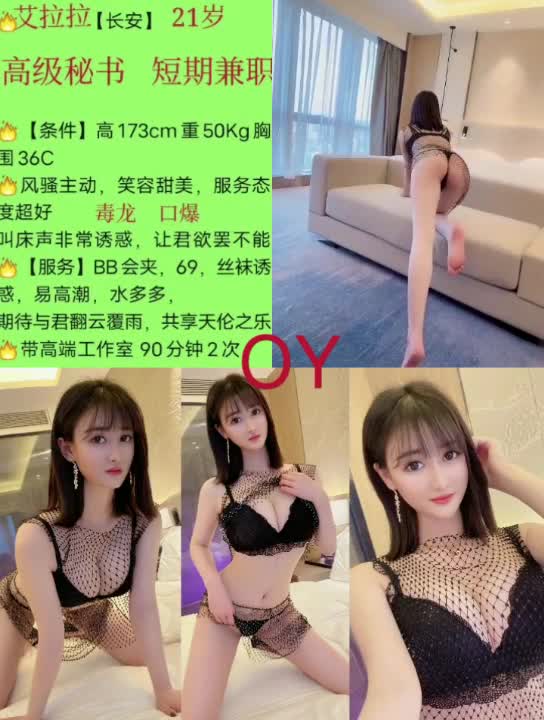 🔥艾拉拉【长安】 21岁
高级秘书 短期兼职
🔥【条件】高173cm重50Kg胸
围36C
🔥风骚主动，笑容甜美，服务态
度超好 毒龙 口爆
叫床声非常诱惑，让君欲罢不能
🔥【服务】BB会夹，69，丝袜诱
惑，易高潮，水多多，
期待与君翻云覆雨，共享天伦之乐
🔥带高端工作室90分钟2次
OY